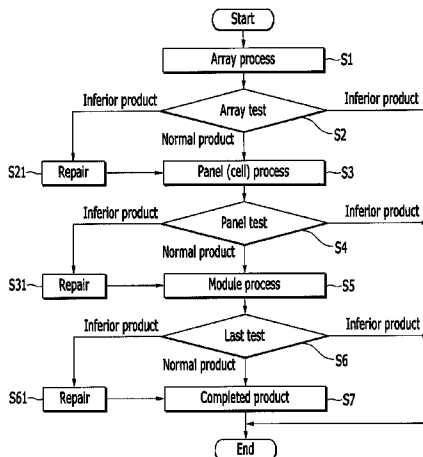 Start
Array process
S1
Inferior product
Array test
Inferior product
S2
Normal product
S21
Repair
Panel (cell) process
S3
Inferior product
Panel test
Inferior product
S4
Normal product
S31
Repair
Module process
S5
Inferior product
Last test
Inferior product
S6
Normal product
S61
Repair
Completed product
S7
End